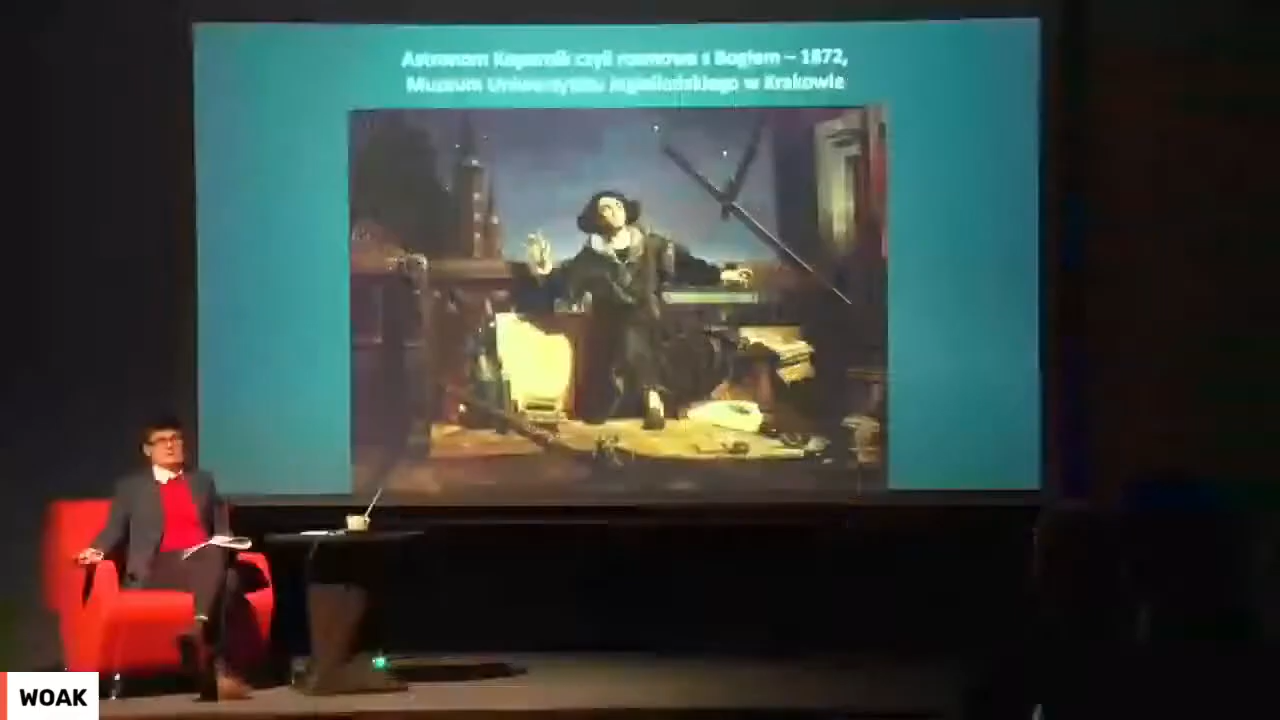 Astronom Kopernik czyli rozmowa z Bogiem – 1872,
Muzeum Uniwersytetu Jagiellońskiego w Krakowie
WOAK